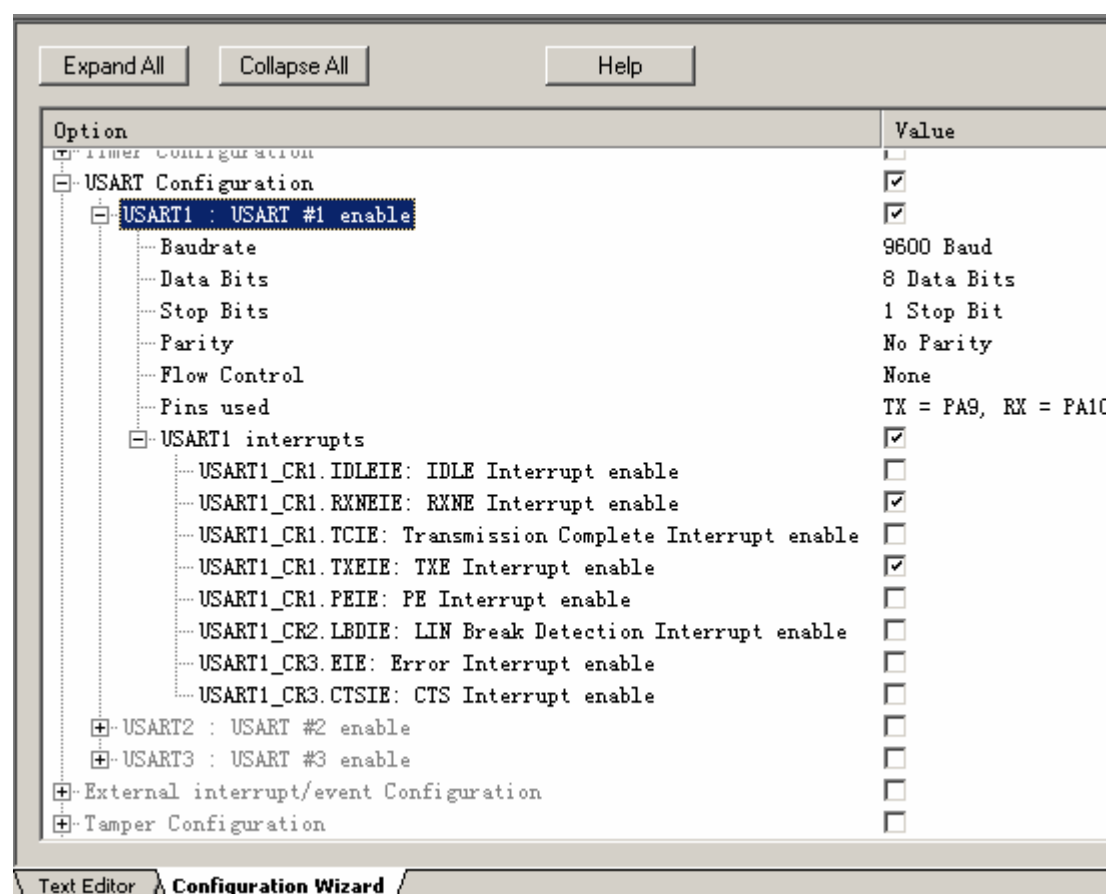 Expand All Collapse All Help
Option Value
Timer Configuration
USART Configuration
USART1 : USART #1 enable
Baudrate 9600 Baud
Data Bits 8 Data Bits
Stop Bits 1 Stop Bit
Parity No Parity
Flow Control None
Pins used TX = PA9, RX = PA10
USART1 interrupts
USART1_CR1.IDLEIE: IDLE Interrupt enable
USART1_CR1.RXNEIE: RXNE Interrupt enable
USART1_CR1.TCIE: Transmission Complete Interrupt enable
USART1_CR1.TXEIE: TXE Interrupt enable
USART1_CR1.PEIE: PE Interrupt enable
USART1_CR2.LBDIE: LIN Break Detection Interrupt enable
USART1_CR3.EIE: Error Interrupt enable
USART1_CR3.CTSIE: CTS Interrupt enable
USART2 : USART #2 enable
USART3 : USART #3 enable
External interrupt/event Configuration
Tamper Configuration
Text Editor Configuration Wizard